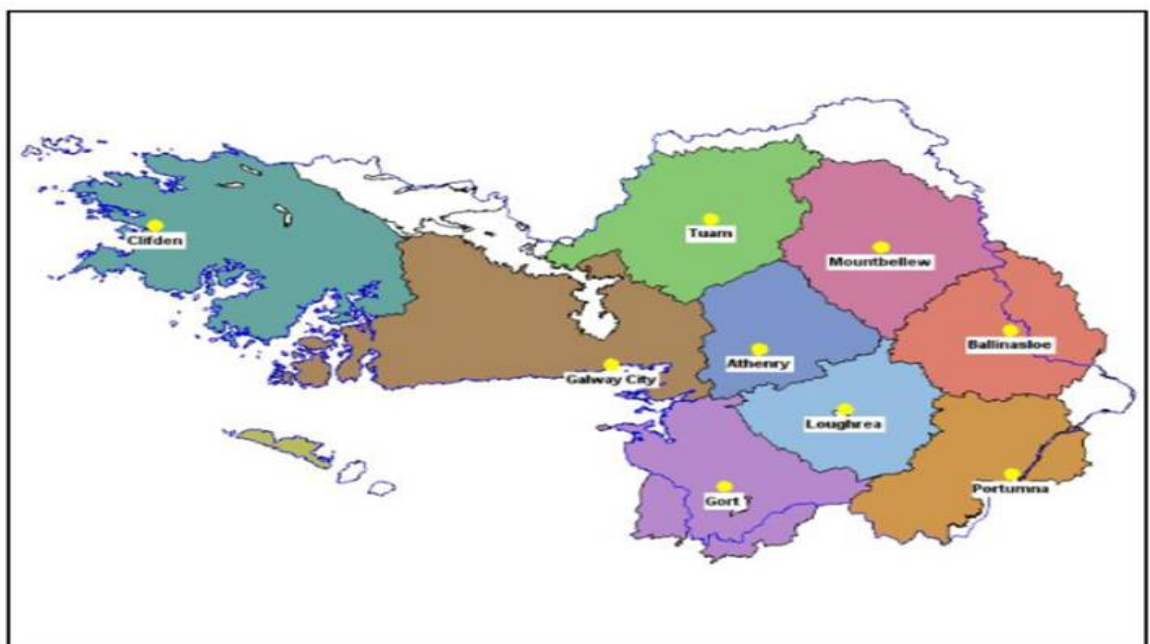 Clifden
Tuam
Mountbellew
Ballinasloe
Athenry
Galway City
Loughrea
Gort
Portumna